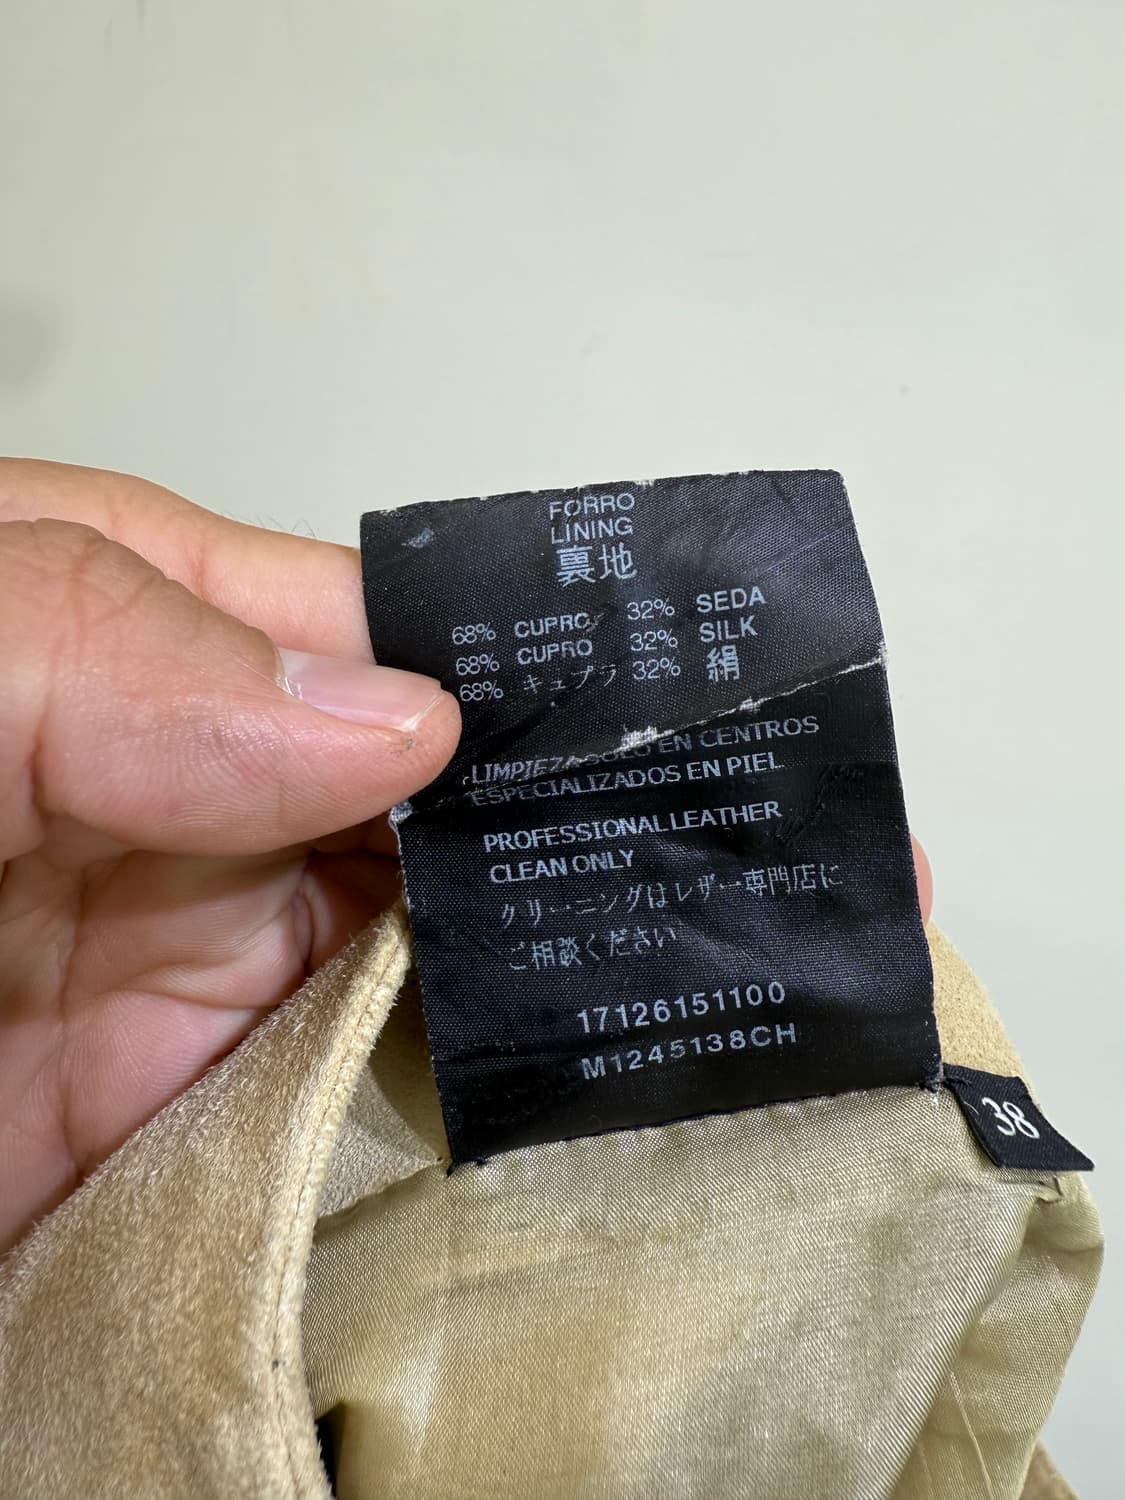 FORRO
LINING
裏地
68% CUPRO 32% SEDA
68% CUPRO 32% SILK
68% キュプラ 32% 絹
LIMPIEZA SOLO EN CENTROS
ESPECIALIZADOS EN PIEL
PROFESSIONAL LEATHER
CLEAN ONLY
クリーニングはレザー専門店に
ご相談ください
17126151100
M1245138CH
38